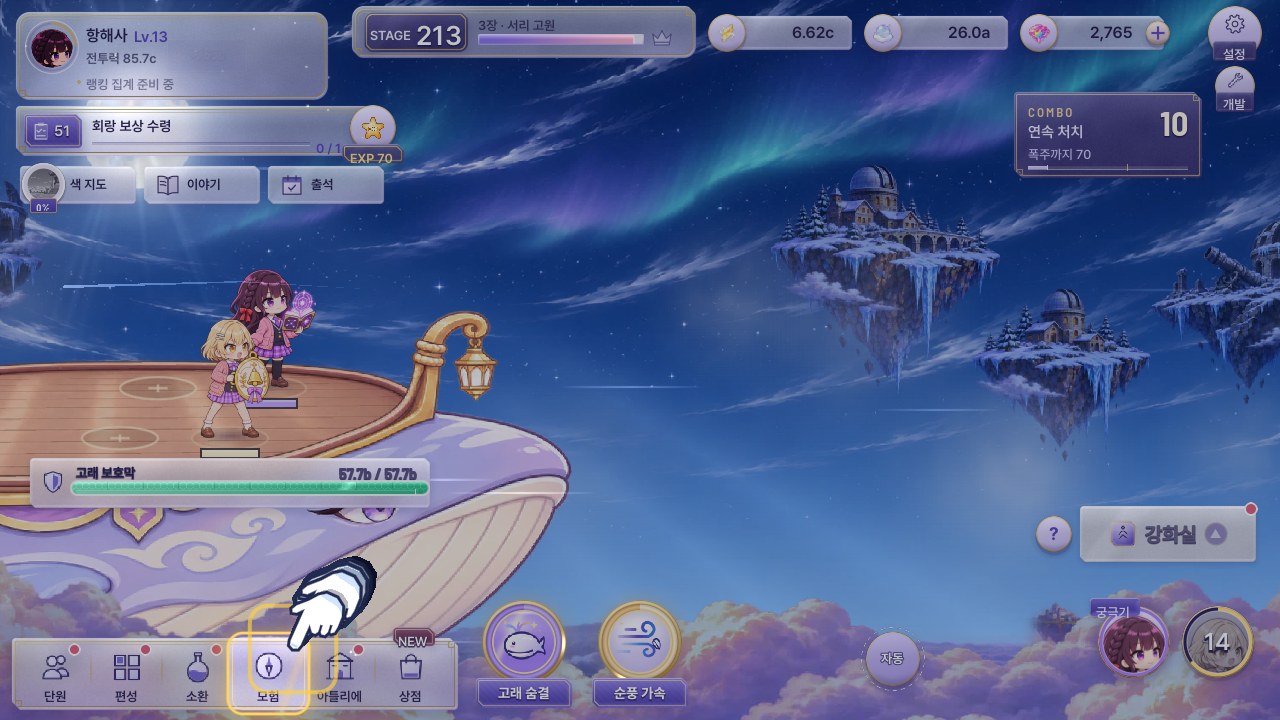 항해사 Lv.13
전투력 85.7c
랭킹 집계 준비 중
STAGE 213
3장 · 서리 고원
6.62c
26.0a
2,765
설정
개발
51
회랑 보상 수령
0 / 1
EXP 70
색 지도
0%
이야기
출석
COMBO
연속 처치
10
폭주까지 70
고래 보호막
57.7b / 57.7b
?
강화실
궁극기
14
자동
NEW
단원
편성
소환
모험
아틀리에
상점
고래 숨결
순풍 가속